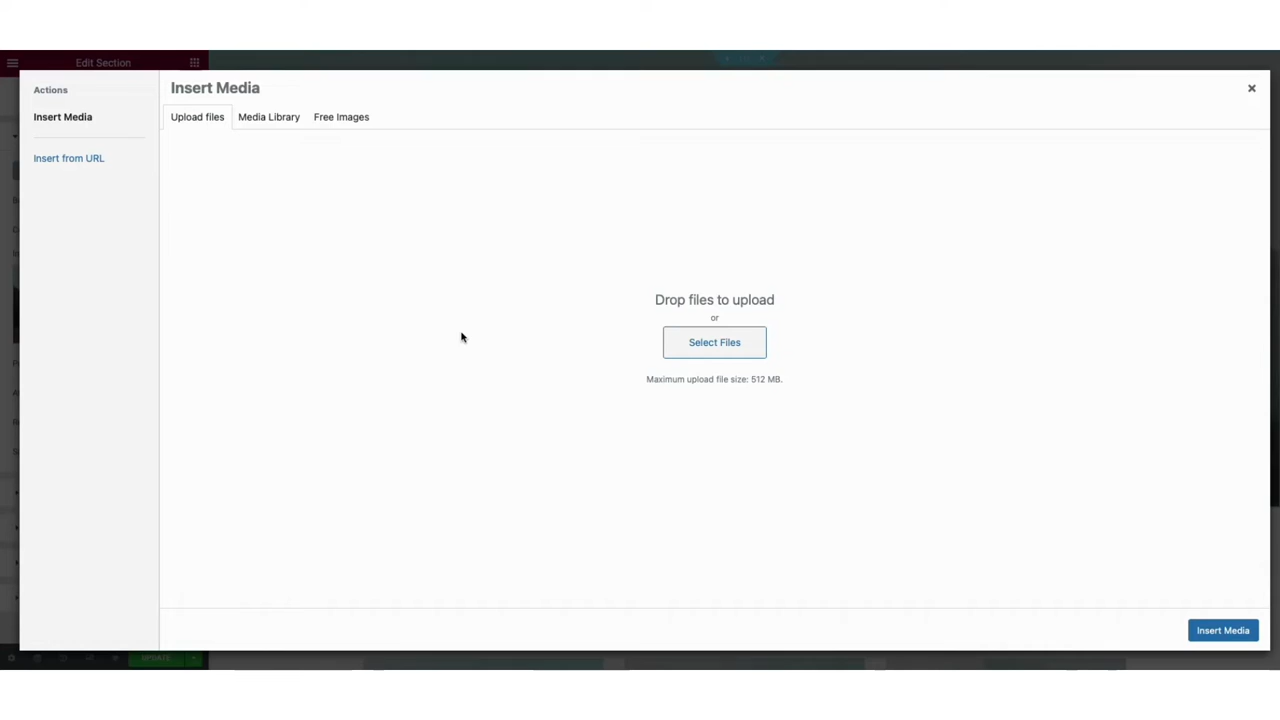 Edit Section
Actions
Insert Media
Insert from URL
Insert Media
Upload files
Media Library
Free Images
Drop files to upload
or
Select Files
Maximum upload file size: 512 MB.
Insert Media
UPDATE